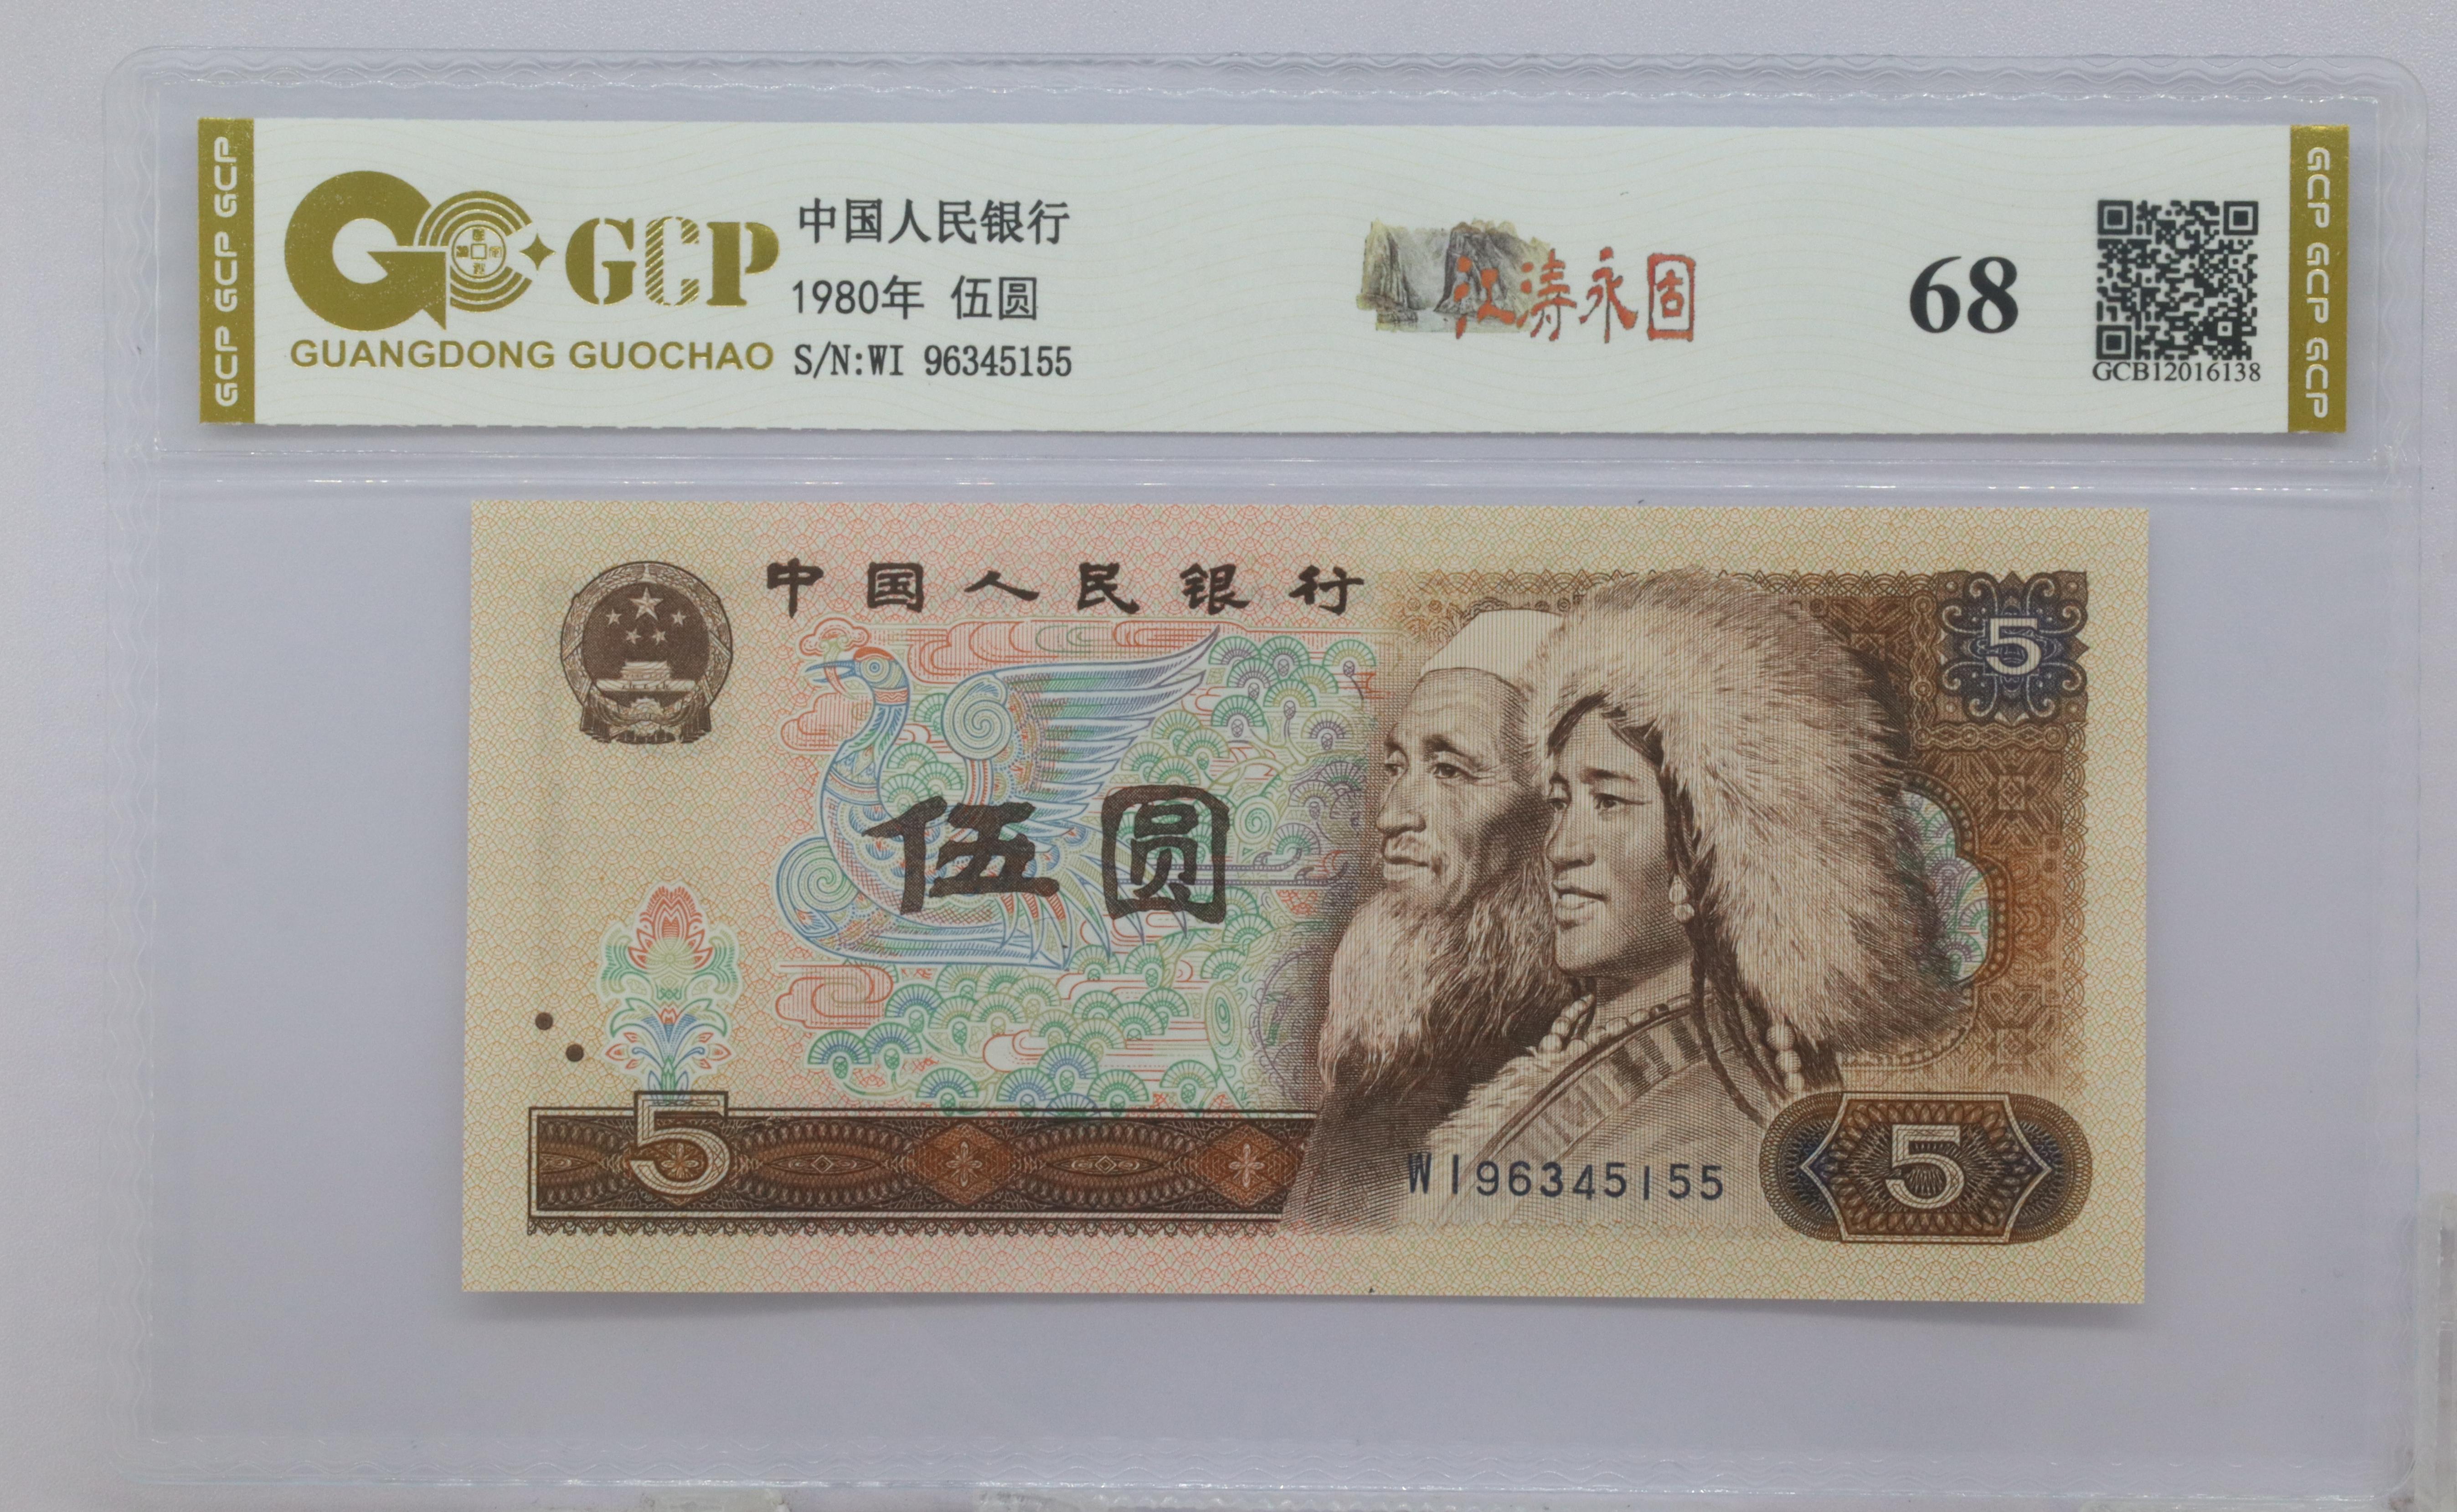 GCP GCP GCP
GCP
GUANGDONG GUOCHAO
中国人民银行
1980年 伍圆
S/N:WI 96345155
江涛永固
68
GCB12016138
GCP GCP GCP
中国人民银行
5
伍圆
5
WI96345155
5